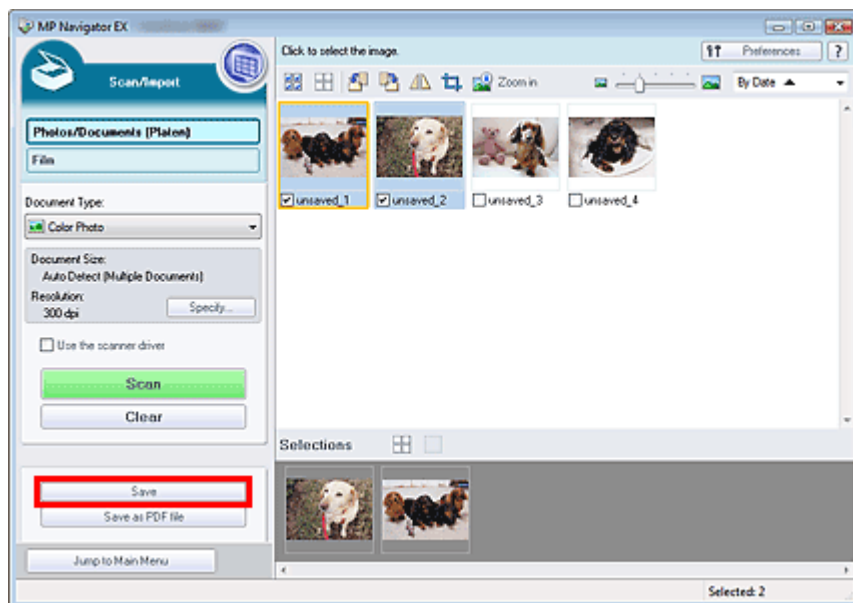 MP Navigator EX
Scan/Import
Photos/Documents (Platen)
Film
Document Type:
Color Photo
Document Size:
Auto Detect (Multiple Documents)
Resolution:
300 dpi
Specify...
Use the scanner driver
Scan
Clear
Save
Save as PDF file
Jump to Main Menu
Click to select the image.
Preferences
?
Zoom in
By Date
unsaved_1
unsaved_2
unsaved_3
unsaved_4
Selections
Selected: 2